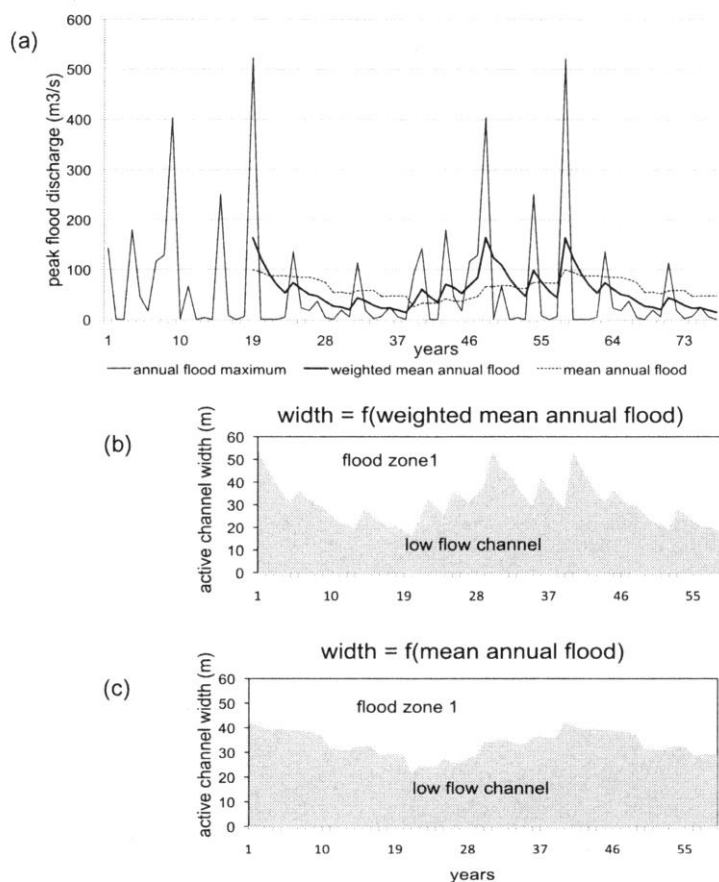 (a)
peak flood discharge (m3/s)
600
500
400
300
200
100
0
1 10 19 28 37 46 55 64 73
years
annual flood maximum weighted mean annual flood mean annual flood
(b)
width = f(weighted mean annual flood)
active channel width (m)
60
50
40
30
20
10
0
flood zone1
low flow channel
1 10 19 28 37 46 55
(c)
width = f(mean annual flood)
active channel width (m)
60
50
40
30
20
10
0
flood zone 1
low flow channel
1 10 19 28 37 46 55
years